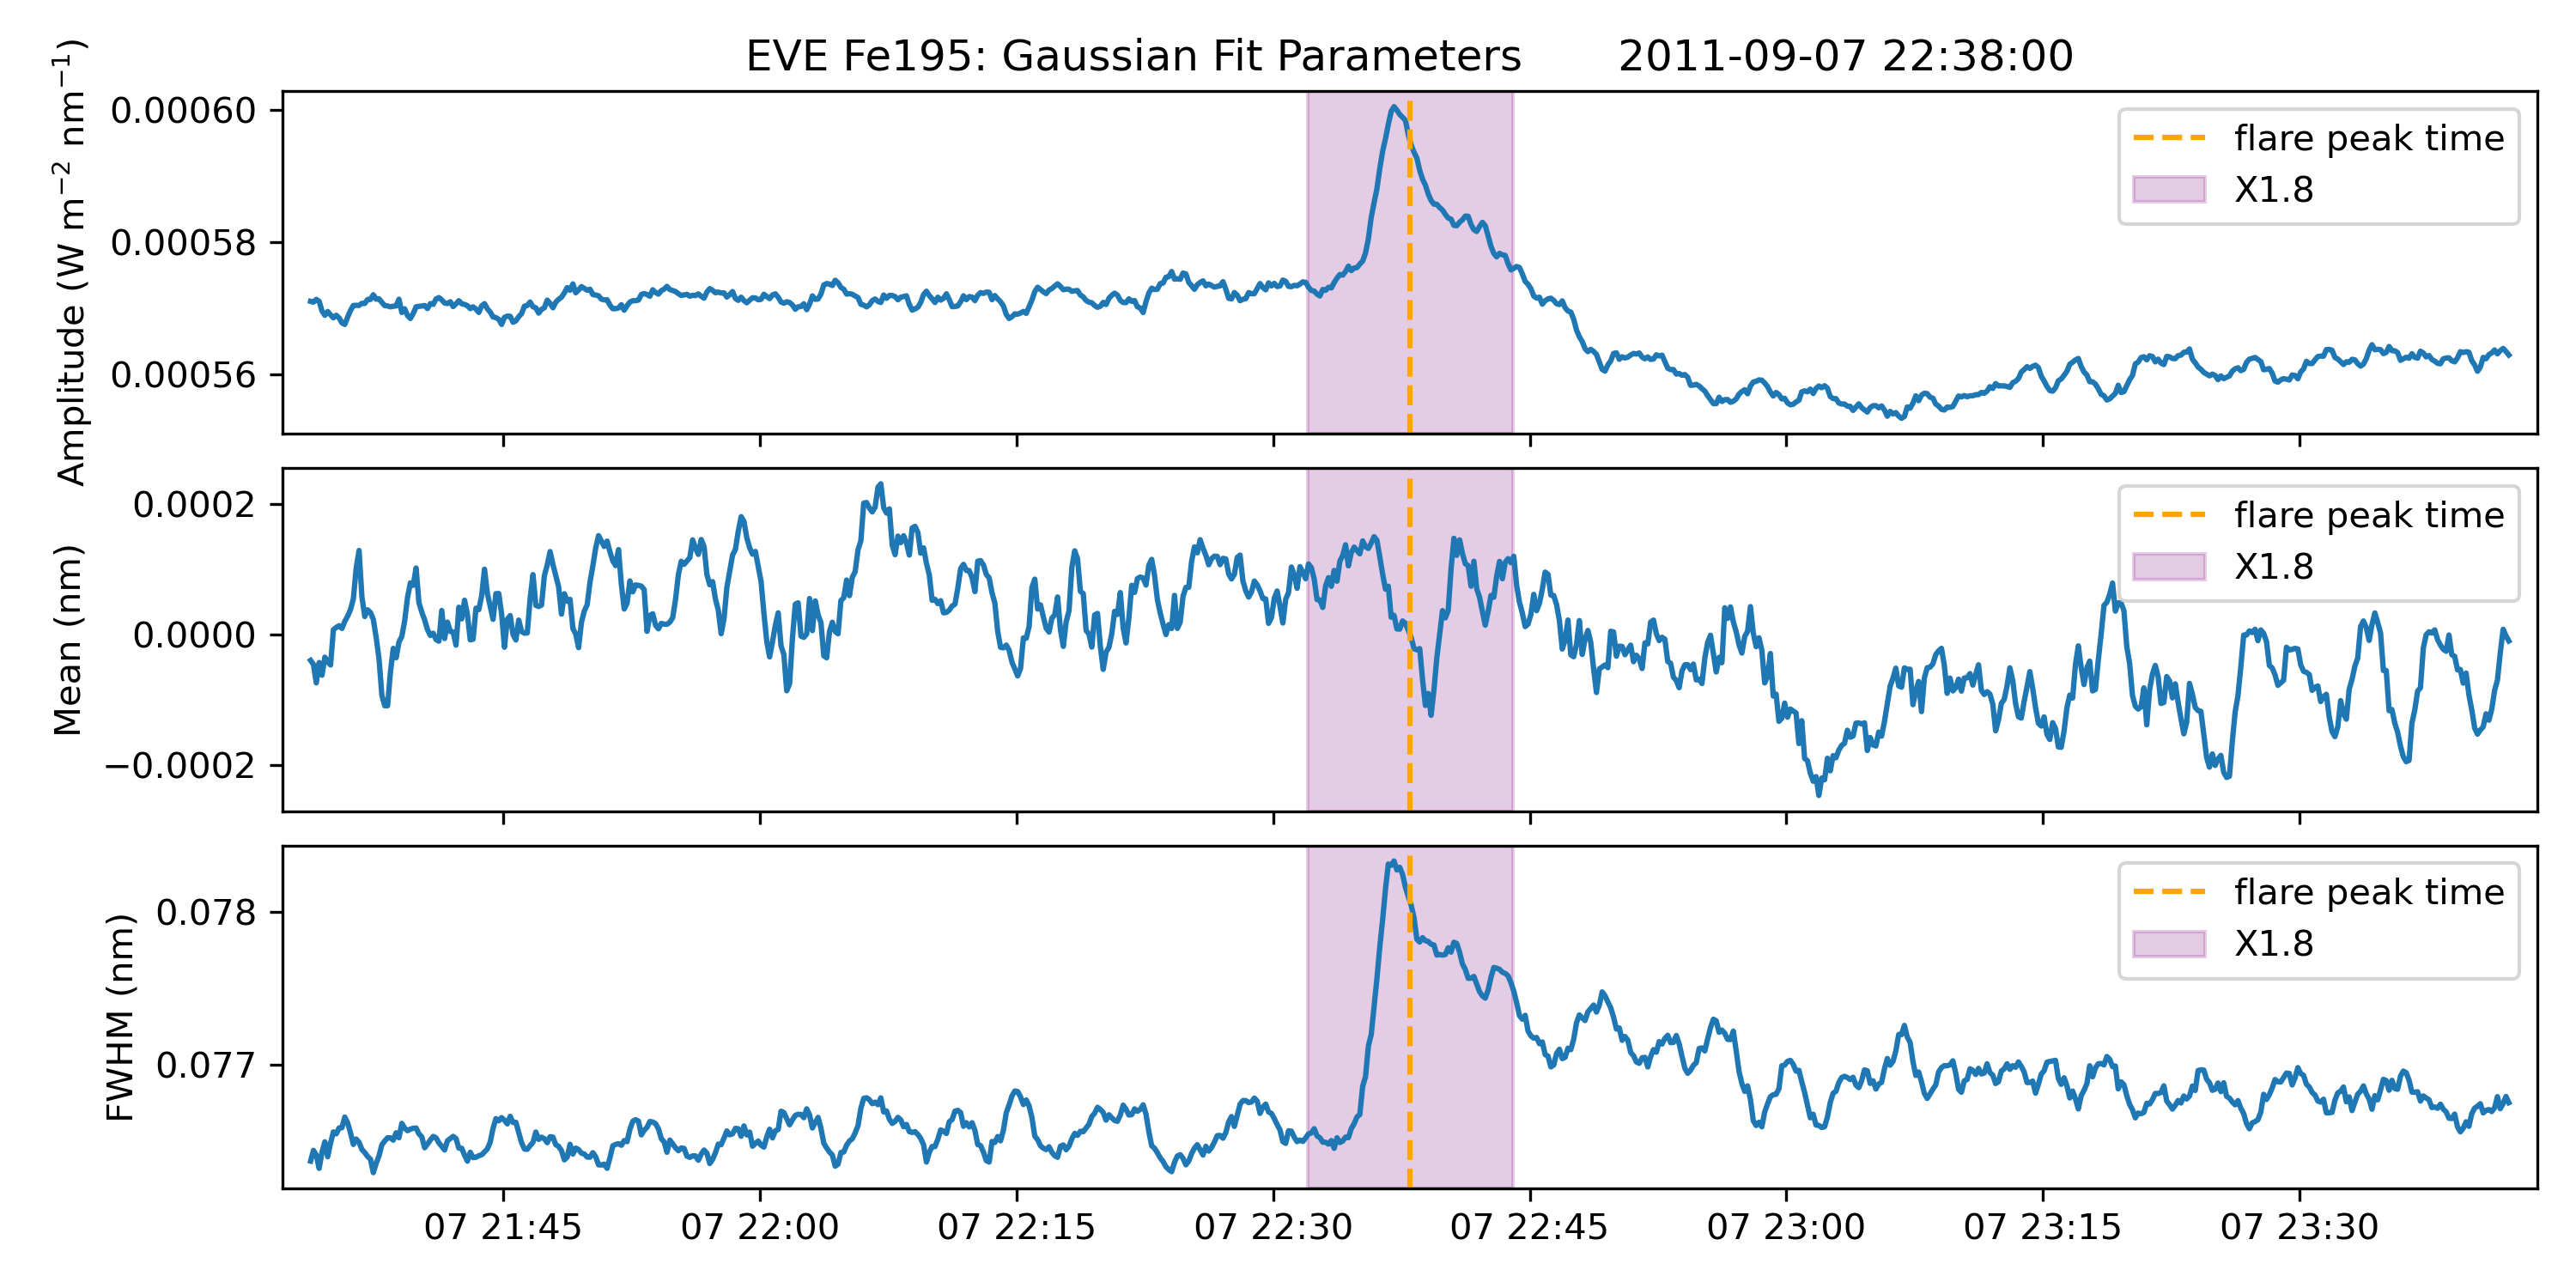 EVE Fe195: Gaussian Fit Parameters 2011-09-07 22:38:00
Amplitude (W m⁻² nm⁻¹)
0.00060
0.00058
0.00056
flare peak time
X1.8
Mean (nm)
0.0002
0.0000
−0.0002
flare peak time
X1.8
FWHM (nm)
0.078
0.077
flare peak time
X1.8
07 21:45 07 22:00 07 22:15 07 22:30 07 22:45 07 23:00 07 23:15 07 23:30